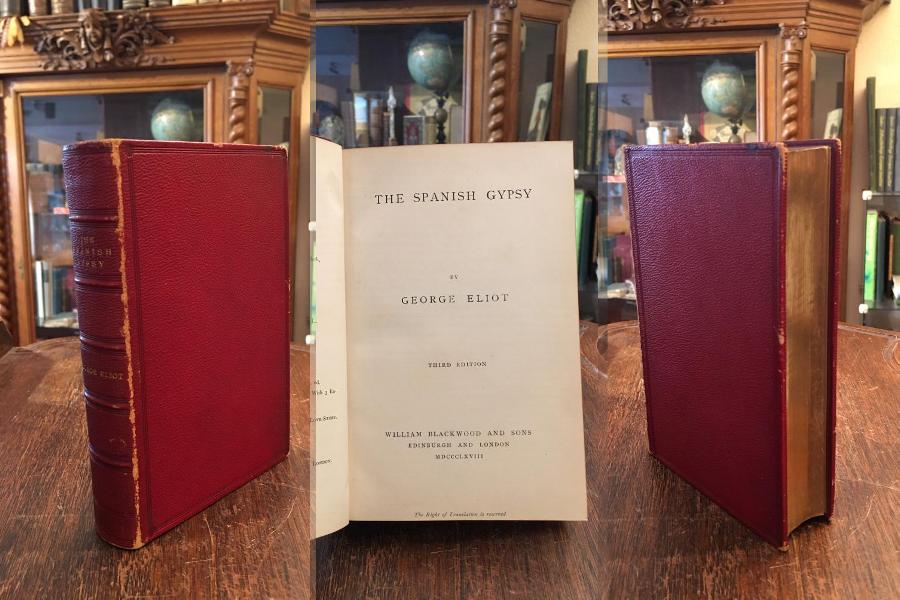 THE
SPANISH
GYPSY
GEORGE ELIOT
THE SPANISH GYPSY
BY
GEORGE ELIOT
THIRD EDITION
WILLIAM BLACKWOOD AND SONS
EDINBURGH AND LONDON
MDCCCLXVIII
The Right of Translation is reserved